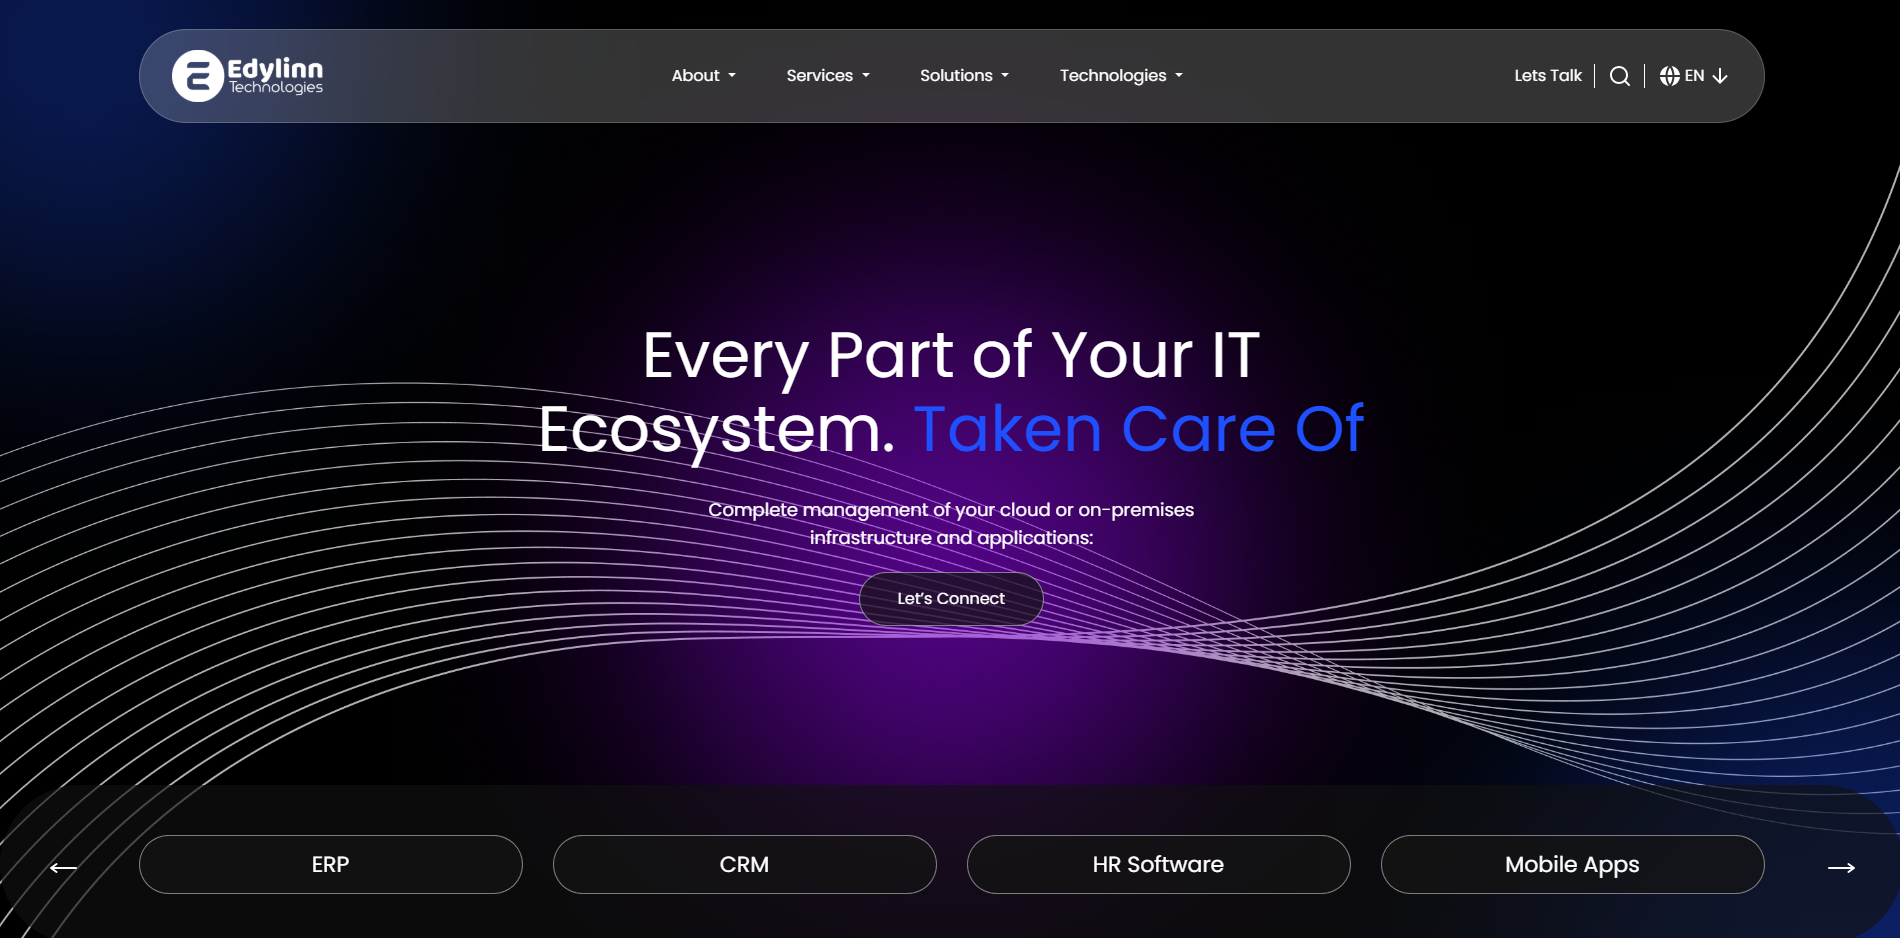 Edylinn
Technologies
About
Services
Solutions
Technologies
Lets Talk
EN
Every Part of Your IT
Ecosystem. Taken Care Of
Complete management of your cloud or on-premises
infrastructure and applications:
Let's Connect
ERP
CRM
HR Software
Mobile Apps